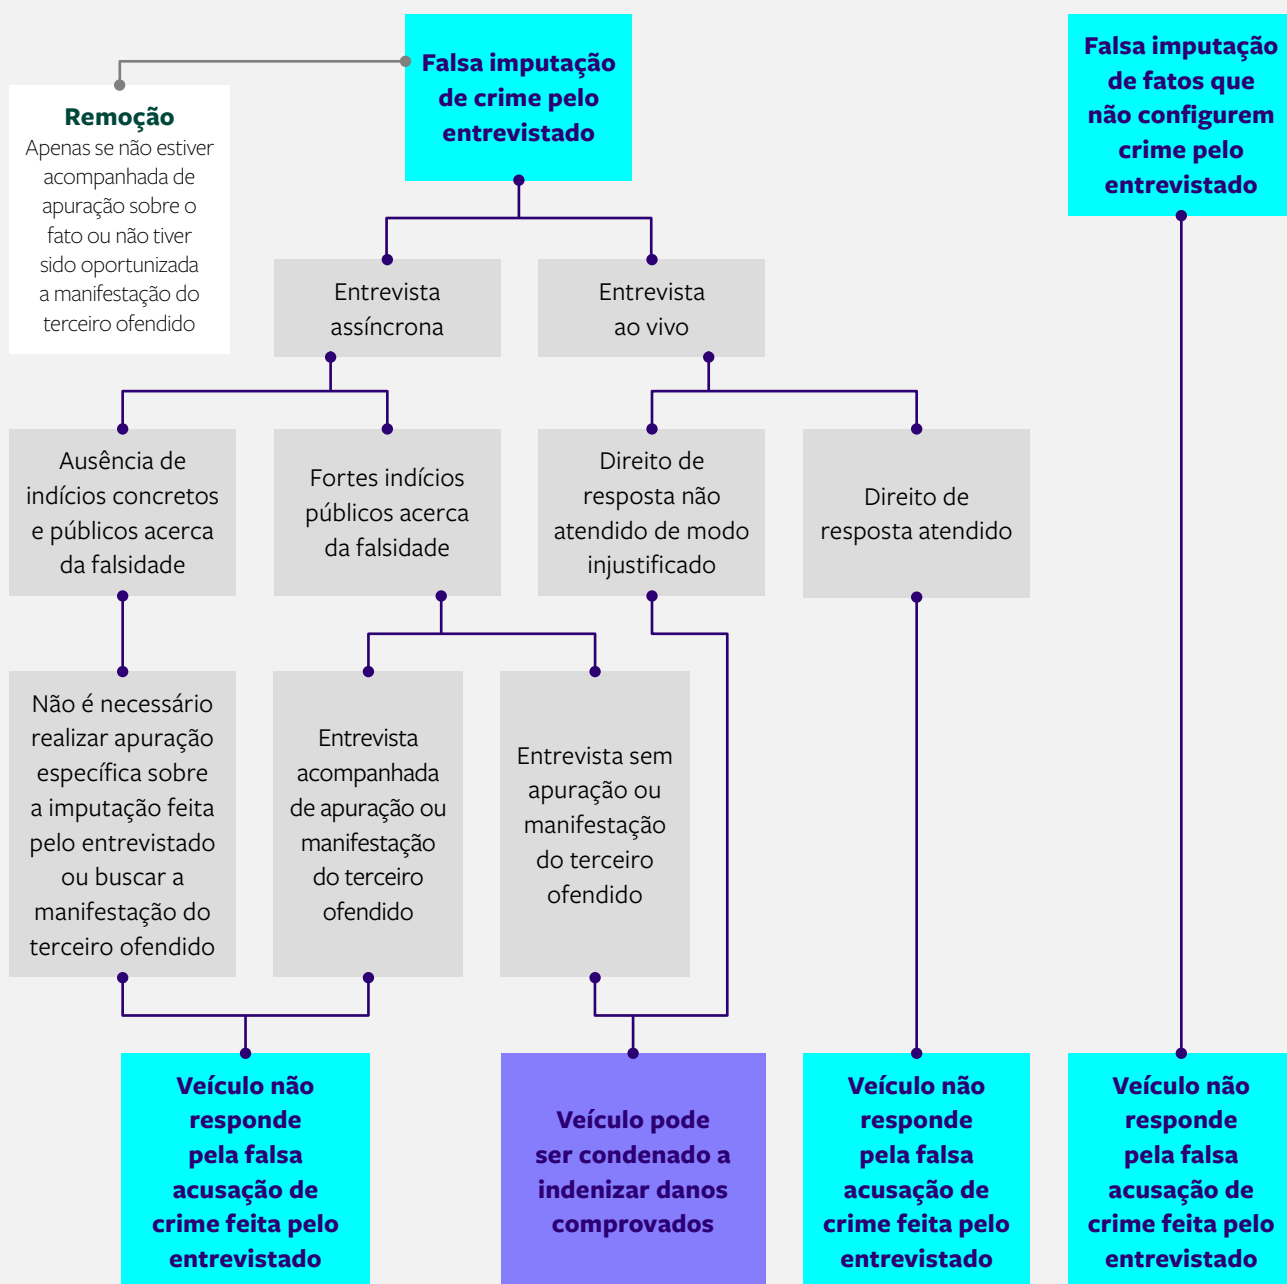 Falsa imputação
de crime pelo
entrevistado
Falsa imputação
de fatos que
não configurem
crime pelo
entrevistado
Remoção
Apenas se não estiver
acompanhada de
apuração sobre o
fato ou não tiver
sido oportunizada
a manifestação do
terceiro ofendido
Entrevista
assíncrona
Entrevista
ao vivo
Ausência de
indícios concretos
e públicos acerca
da falsidade
Fortes indícios
públicos acerca
da falsidade
Direito de
resposta não
atendido de modo
injustificado
Direito de
resposta atendido
Não é necessário
realizar apuração
específica sobre
a imputação feita
pelo entrevistado
ou buscar a
manifestação do
terceiro ofendido
Entrevista
acompanhada
de apuração ou
manifestação
do terceiro
ofendido
Entrevista sem
apuração ou
manifestação
do terceiro
ofendido
Veículo não
responde
pela falsa
acusação de
crime feita pelo
entrevistado
Veículo pode
ser condenado a
indenizar danos
comprovados
Veículo não
responde
pela falsa
acusação de
crime feita pelo
entrevistado
Veículo não
responde
pela falsa
acusação de
crime feita pelo
entrevistado